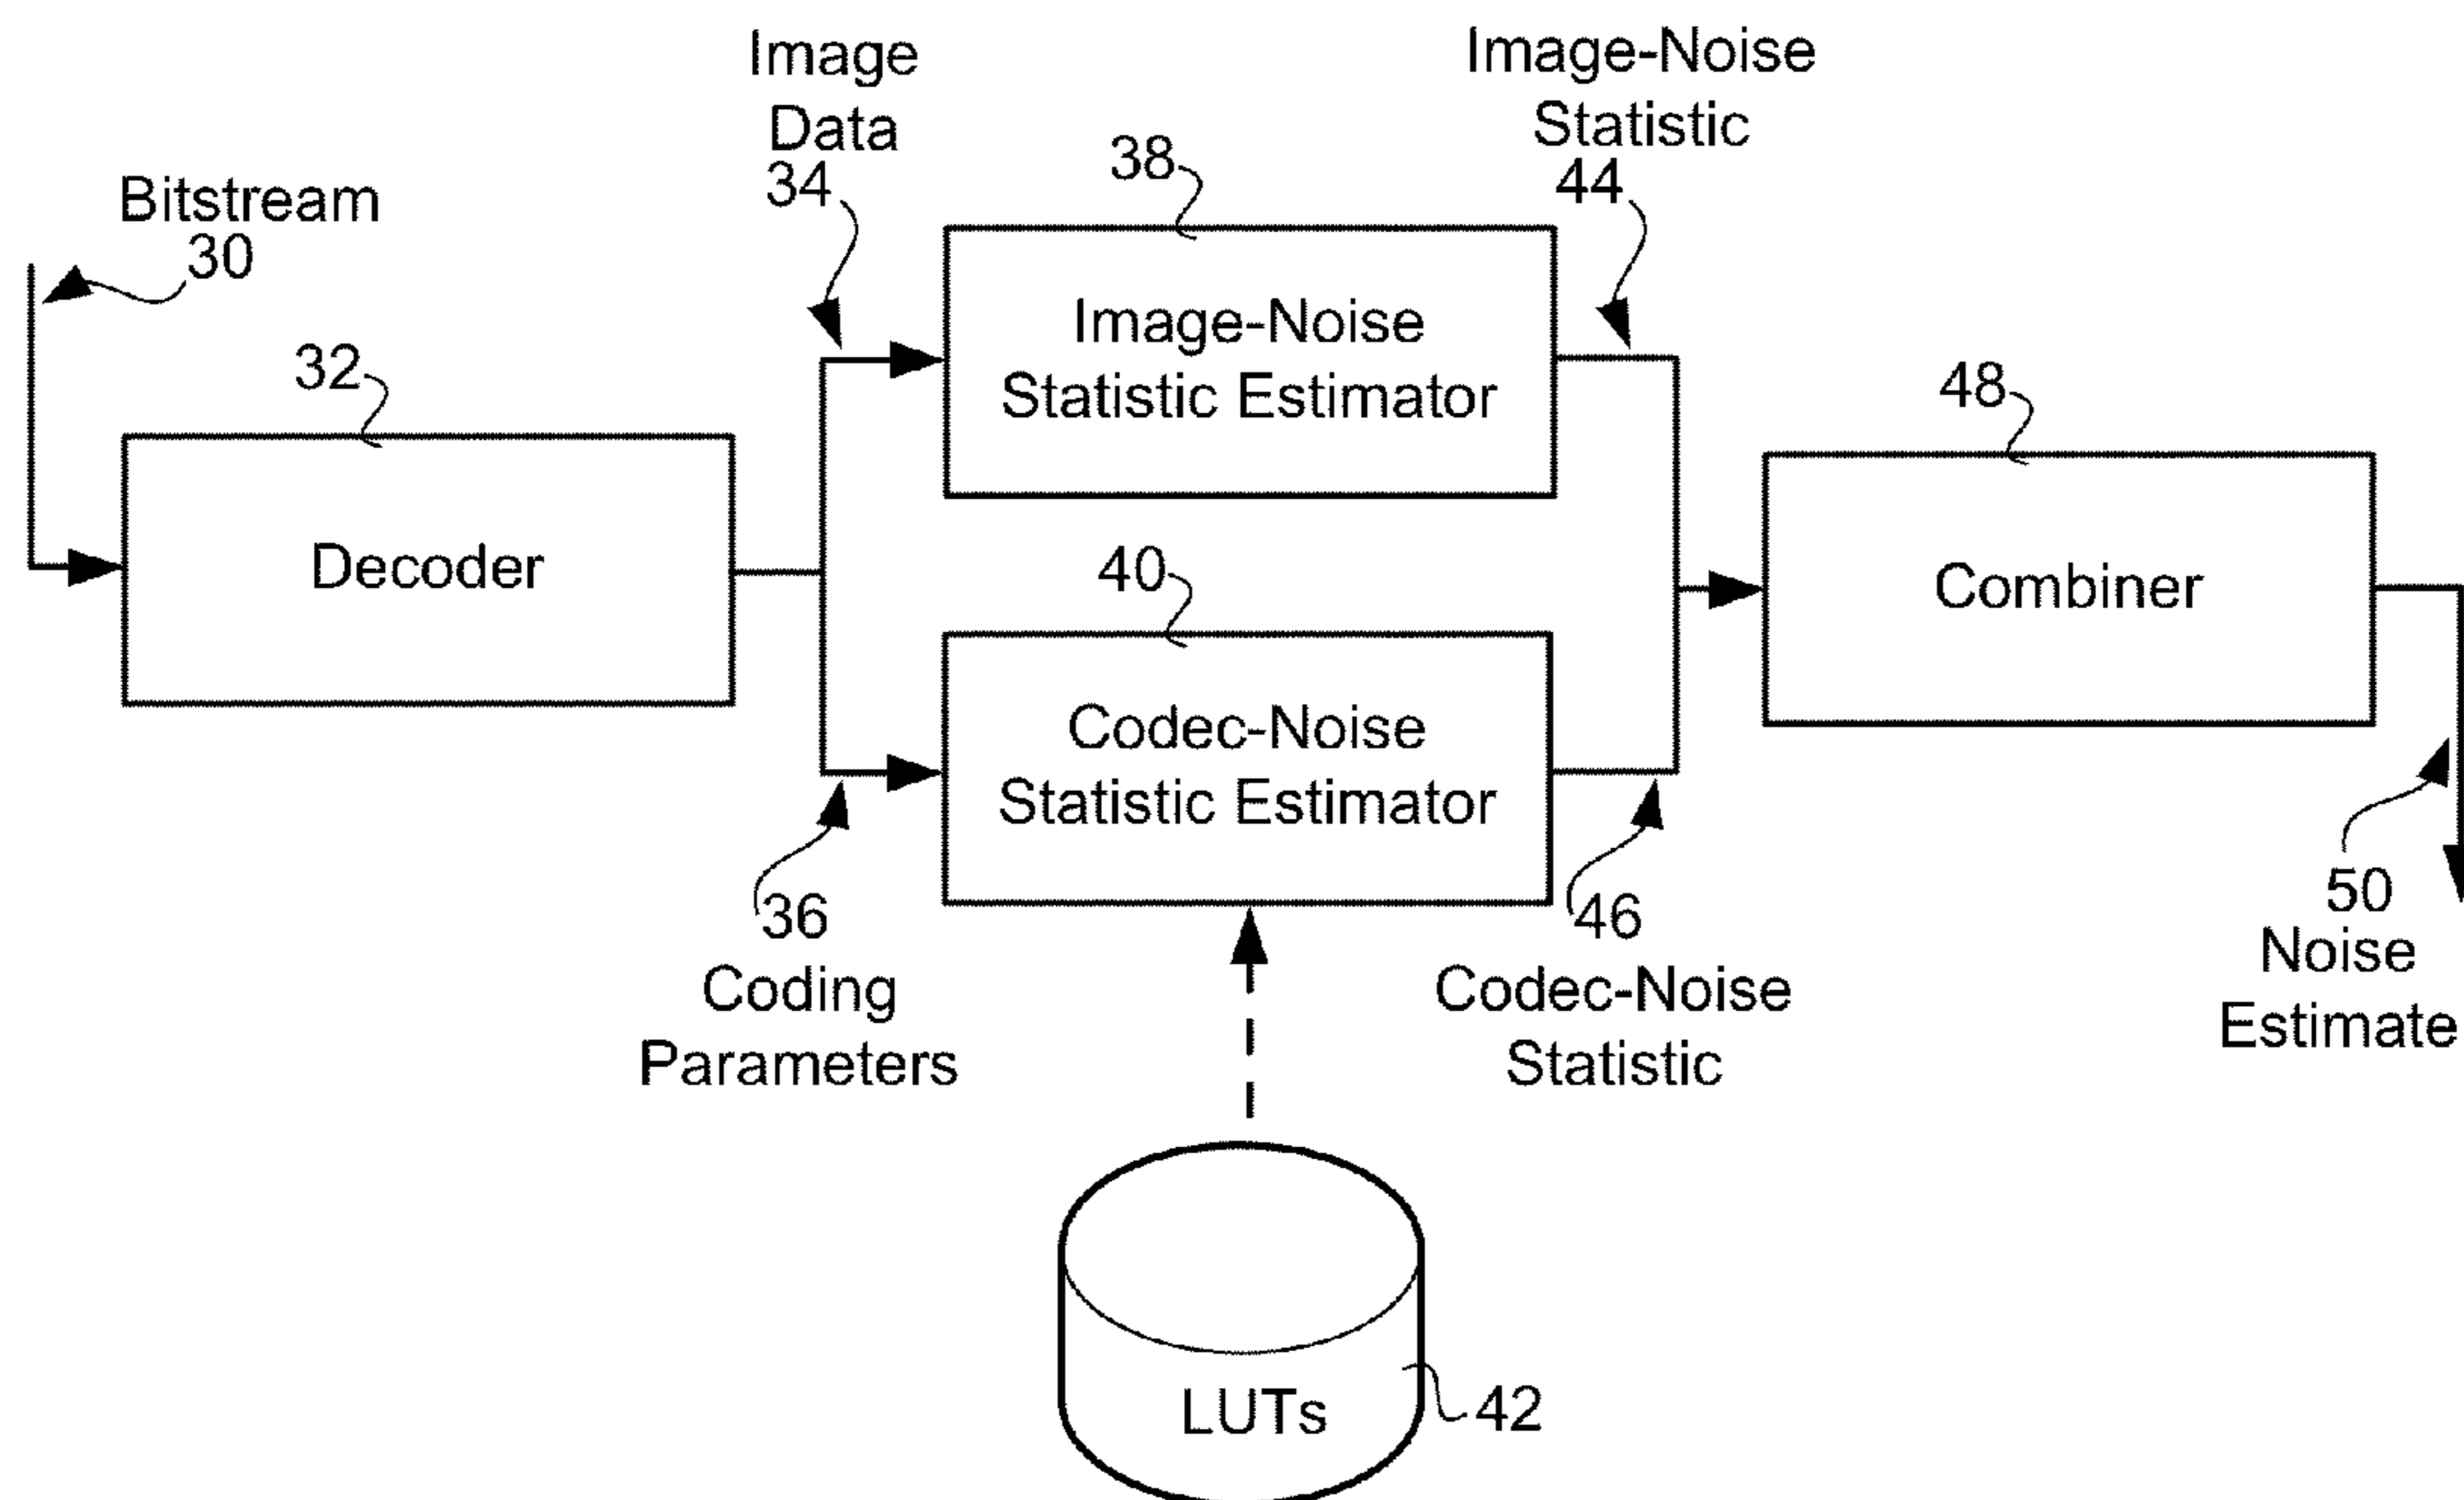 Image
Data
34
Image-Noise
Statistic
44
Bitstream
30
38
32
Image-Noise
Statistic Estimator
48
Decoder
40
Combiner
Codec-Noise
Statistic Estimator
36
Coding
Parameters
46
Codec-Noise
Statistic
50
Noise
Estimate
LUTs
42